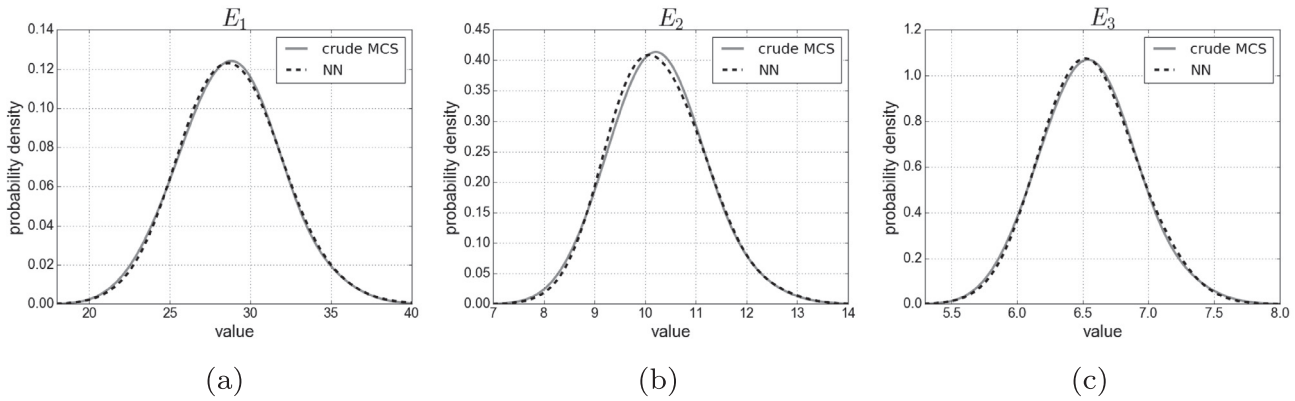 E1
0.14
0.12
0.10
0.08
0.06
0.04
0.02
0.00
probability density
20 25 30 35 40
value
crude MCS
NN
(a)
E2
0.45
0.40
0.35
0.30
0.25
0.20
0.15
0.10
0.05
0.00
probability density
7 8 9 10 11 12 13 14
value
crude MCS
NN
(b)
E3
1.2
1.0
0.8
0.6
0.4
0.2
0.0
probability density
5.5 6.0 6.5 7.0 7.5 8.0
value
crude MCS
NN
(c)